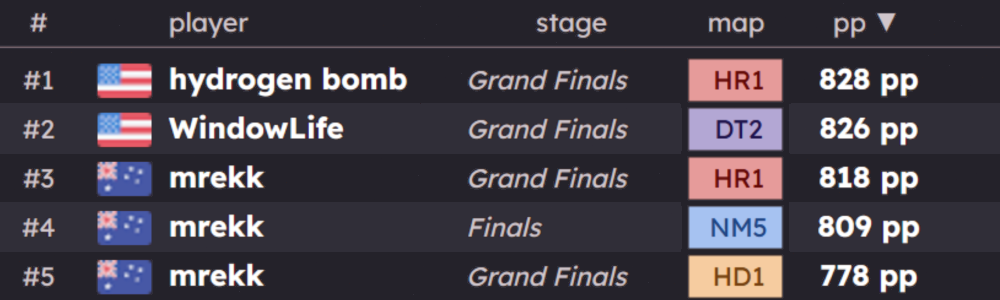 # player stage map pp ▼
#1 hydrogen bomb Grand Finals HR1 828 pp
#2 WindowLife Grand Finals DT2 826 pp
#3 mrekk Grand Finals HR1 818 pp
#4 mrekk Finals NM5 809 pp
#5 mrekk Grand Finals HD1 778 pp